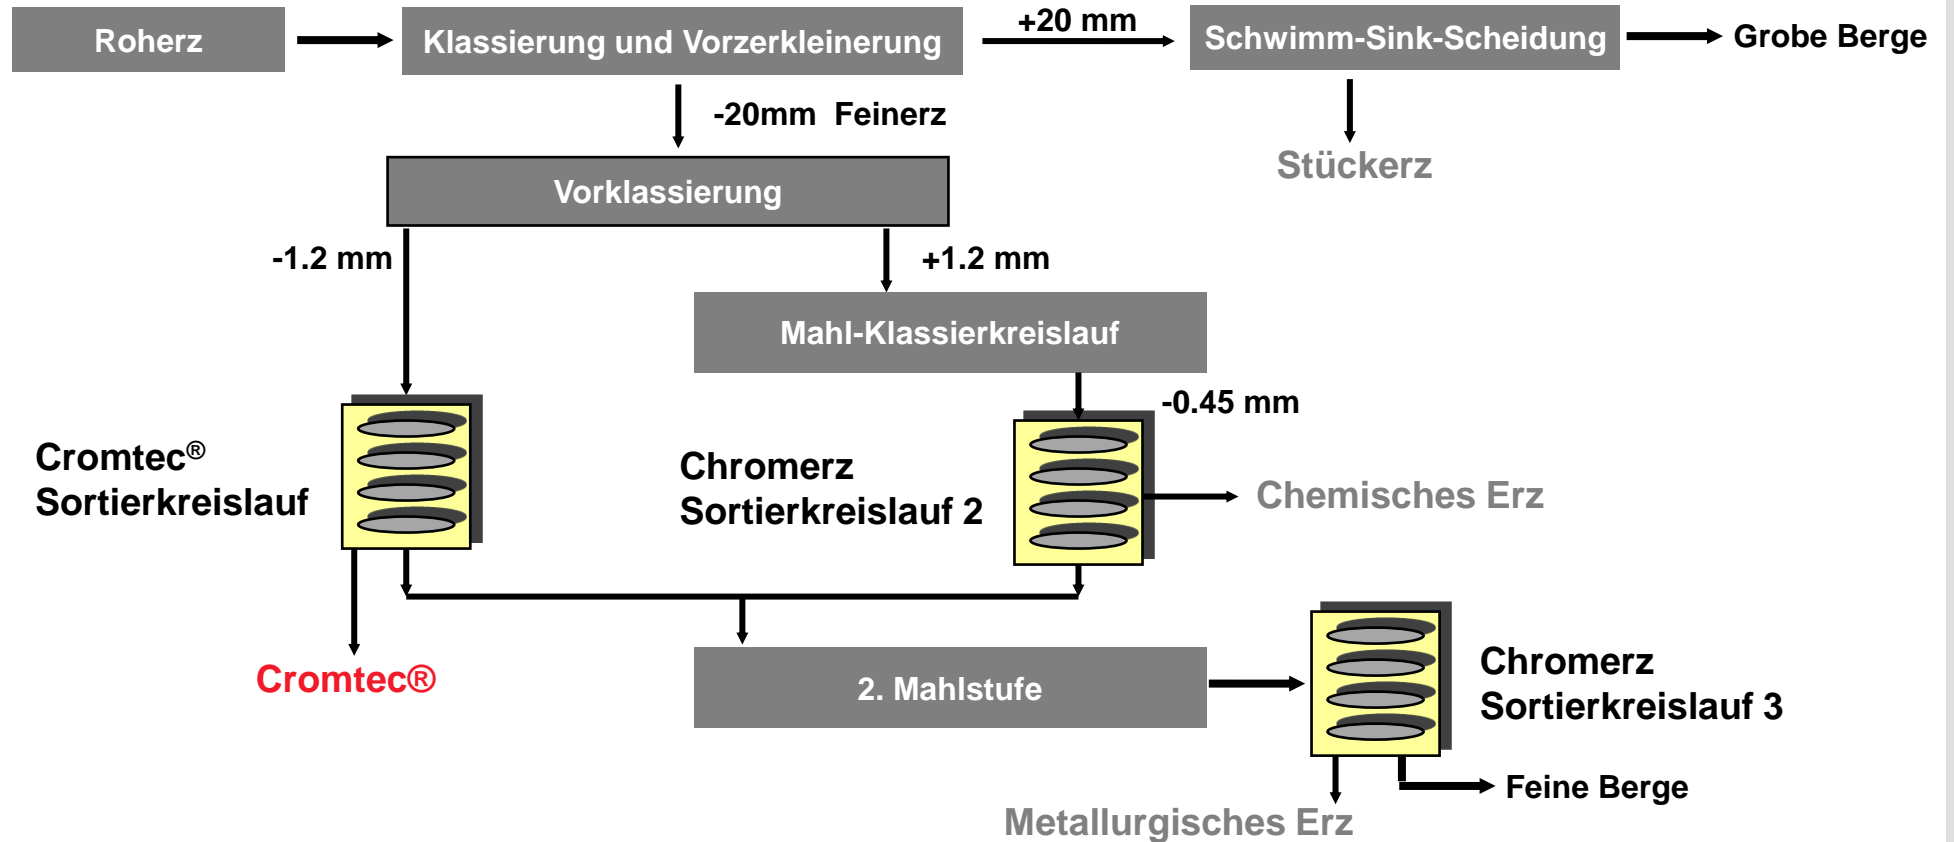 Roherz
Klassierung und Vorzerkleinerung
+20 mm
Schwimm-Sink-Scheidung
Grobe Berge
-20mm  Feinerz
Stückerz
Vorklassierung
-1.2 mm
+1.2 mm
Mahl-Klassierkreislauf
-0.45 mm
Cromtec®
Sortierkreislauf
Chromerz
Sortierkreislauf 2
Chemisches Erz
Cromtec®
2. Mahlstufe
Chromerz
Sortierkreislauf 3
Feine Berge
Metallurgisches Erz